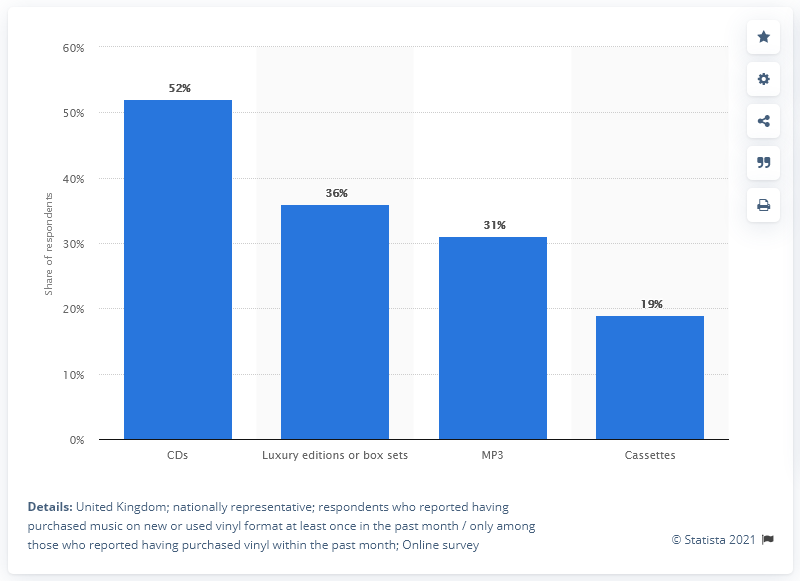 60%
50%
40%
30%
20%
10%
0%
Share of respondents
52%
36%
31%
19%
CDs
Luxury editions or box sets
MP3
Cassettes
Details: United Kingdom; nationally representative; respondents who reported having
purchased music on new or used vinyl format at least once in the past month / only among
those who reported having purchased vinyl within the past month; Online survey
© Statista 2021